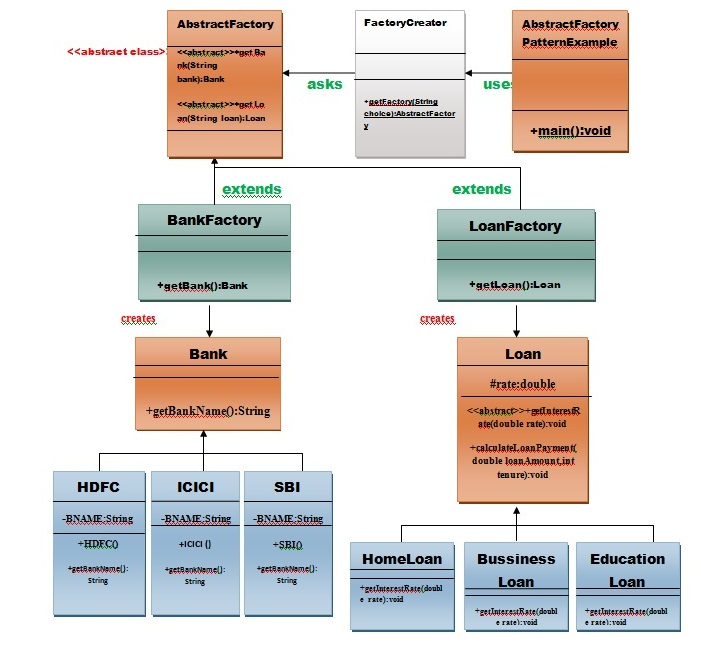 AbstractFactory
<<abstract class>>
<<abstract>>+get Ba
nk(String
bank):Bank
<<abstract>>+get Lo
an(String loan):Loan
asks
FactoryCreator
+getFactory(String
choice):AbstractFactor
y
uses
AbstractFactory
PatternExample
+main():void
extends
extends
BankFactory
+getBank():Bank
LoanFactory
+getLoan():Loan
creates
creates
Bank
+getBankName():String
Loan
#rate:double
<<abstract>>+getInterestR
ate(double rate):void
+calculateLoanPayment(
double loanAmount,int
tenure):void
HDFC
-BNAME:String
+HDFC()
+getBankName():
String
ICICI
-BNAME:String
+ICICI ()
+getBankName():
String
SBI
-BNAME:String
+SBI()
+getBankName():
String
HomeLoan
+getInterestRate(doubl
e rate):void
Bussiness
Loan
+getInterestRate(doubl
e rate):void
Education
Loan
+getInterestRate(doubl
e rate):void